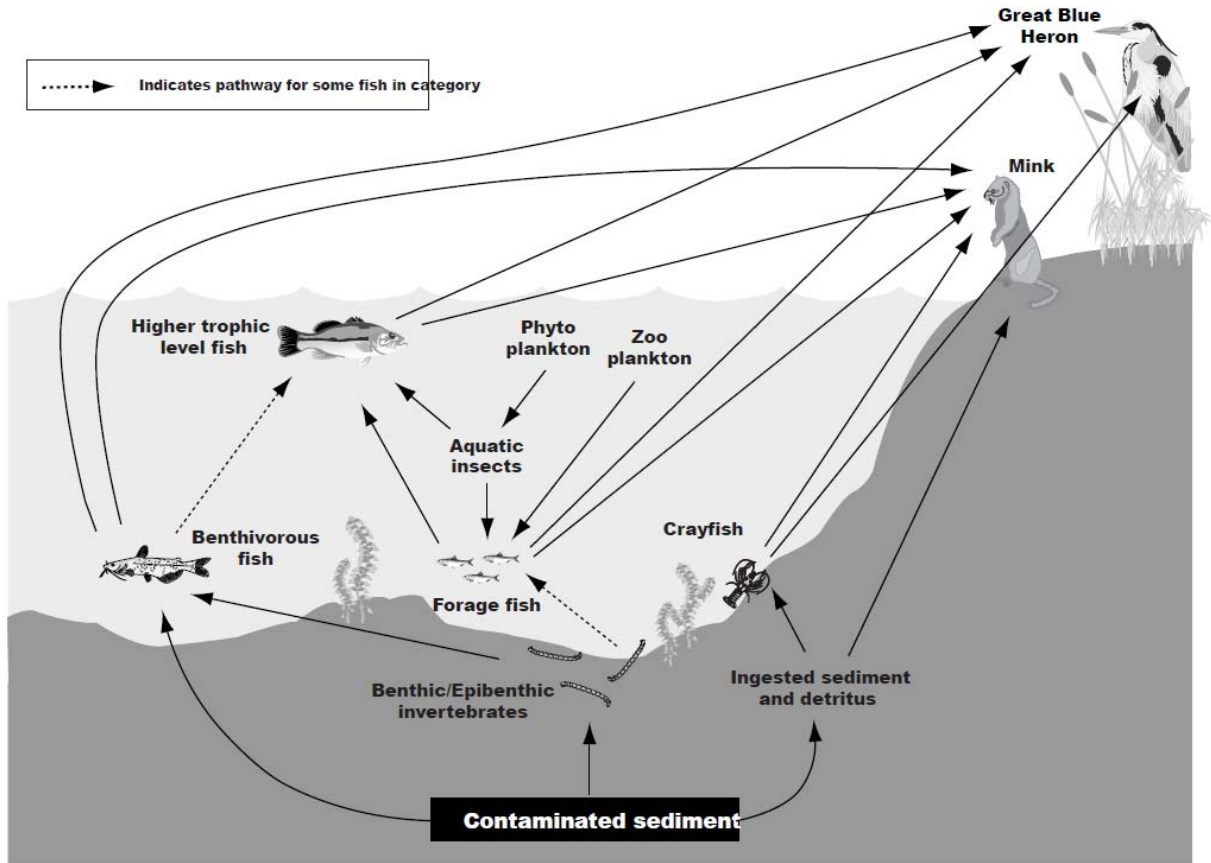 Great Blue
Heron
Indicates pathway for some fish in category
Mink
Higher trophic
level fish
Phyto
plankton
Zoo
plankton
Aquatic
insects
Benthivorous
fish
Crayfish
Forage fish
Benthic/Epibenthic
invertebrates
Ingested sediment
and detritus
Contaminated sediment